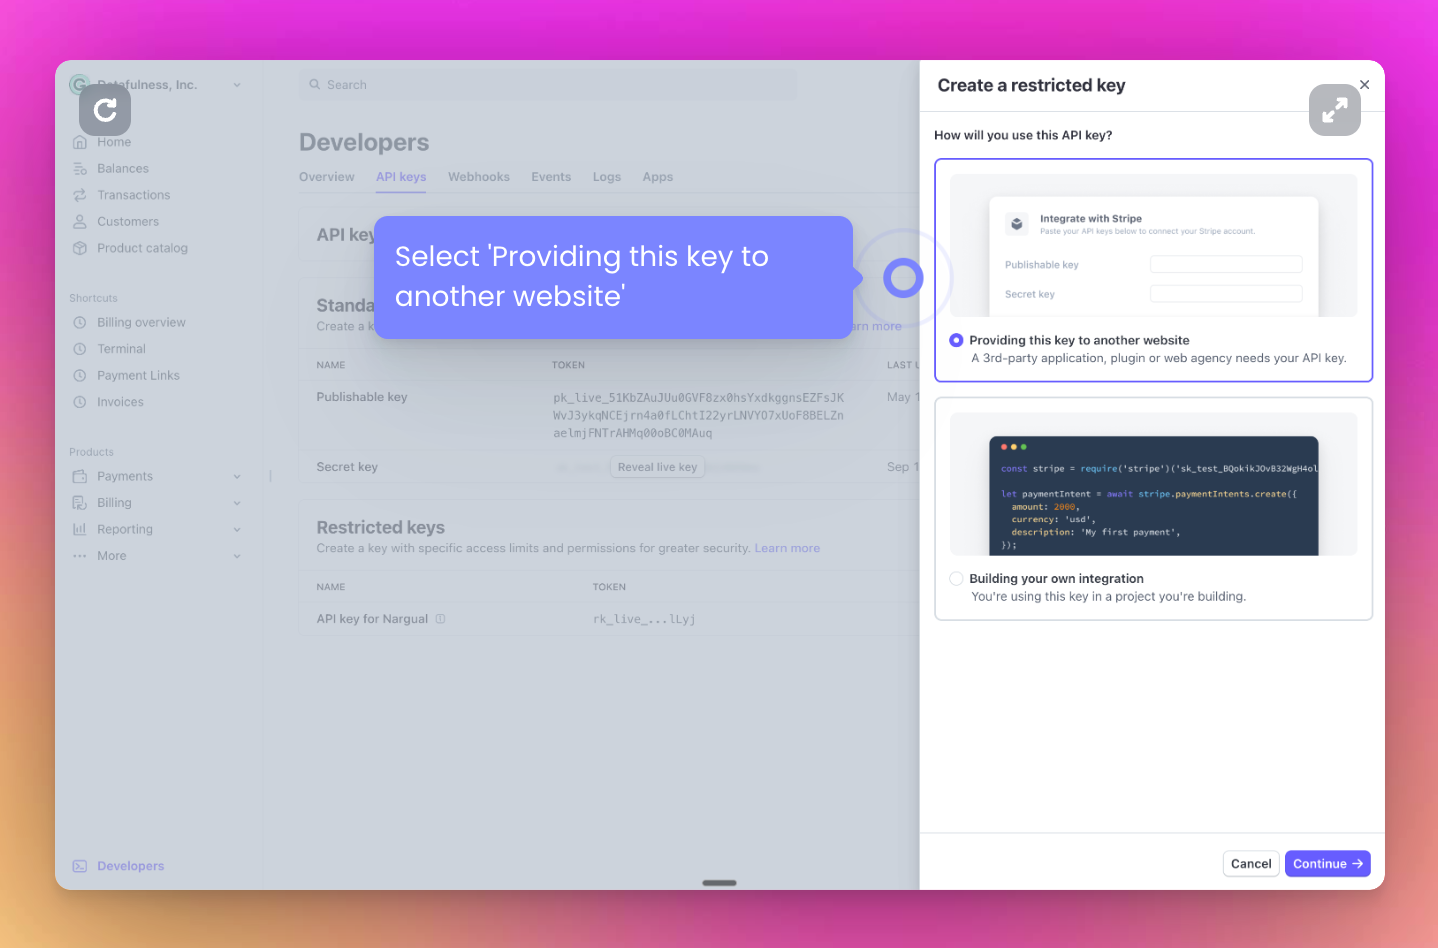 Datafulness, Inc.
Home
Balances
Transactions
Customers
Product catalog
Shortcuts
Billing overview
Terminal
Payment Links
Invoices
Products
Payments
Billing
Reporting
More
Developers
Search
Developers
Overview API keys Webhooks Events Logs Apps
API key
Standa
Create a k
arn more
Select 'Providing this key to
another website'
NAME TOKEN LAST U
Publishable key pk_live_51KbZAuJUu0GVF8zx0hsYxdkggnsEZFsJK May 1
WvJ3ykqNCEjrn4a0fLChtI22yrLNVYO7xUoF8BELZn
aelmjFNTrAHMq00oBC0MAuq
Secret key Reveal live key Sep 1
Restricted keys
Create a key with specific access limits and permissions for greater security. Learn more
NAME TOKEN
API key for Nargual rk_live_...lLyj
Create a restricted key
How will you use this API key?
Integrate with Stripe
Paste your API keys below to connect your Stripe account.
Publishable key
Secret key
Providing this key to another website
A 3rd-party application, plugin or web agency needs your API key.
const stripe = require('stripe')('sk_test_BQokikJOvB32WgH4ol
let paymentIntent = await stripe.paymentIntents.create({
amount: 2000,
currency: 'usd',
description: 'My first payment',
});
Building your own integration
You're using this key in a project you're building.
Cancel Continue